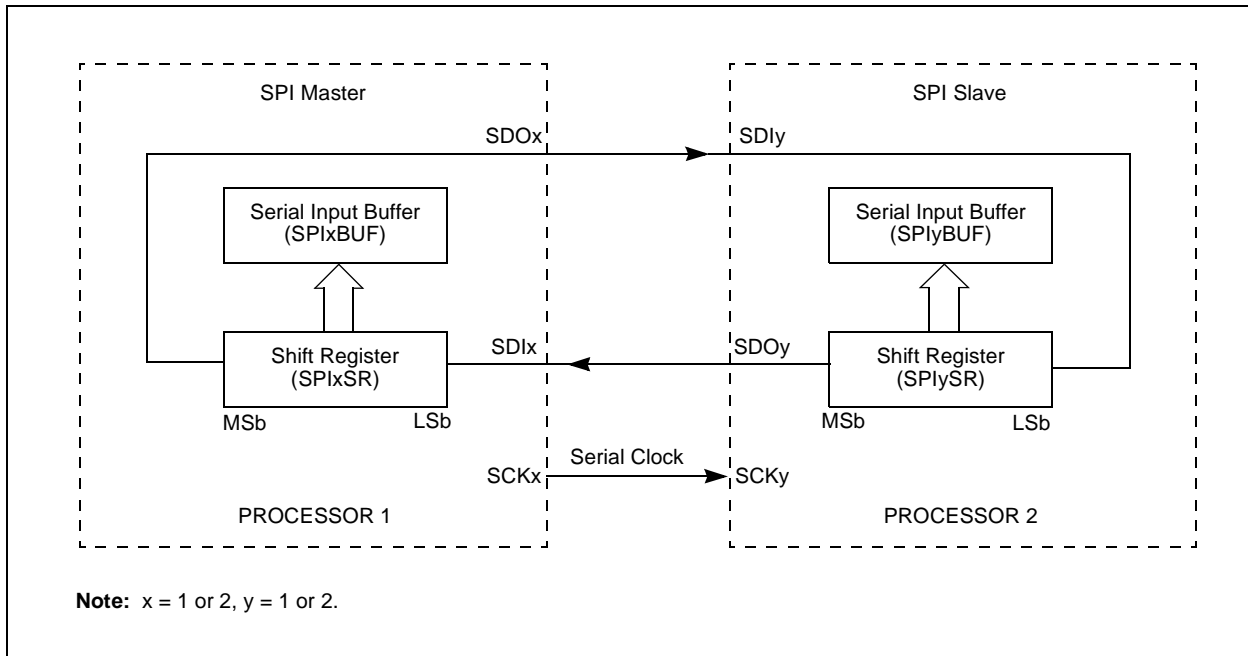 SPI Master
SPI Slave
SDOx
SDIy
Serial Input Buffer
(SPIxBUF)
Serial Input Buffer
(SPIyBUF)
SDIx
SDOy
Shift Register
(SPIxSR)
Shift Register
(SPIySR)
MSb
LSb
MSb
LSb
Serial Clock
SCKx
SCKy
PROCESSOR 1
PROCESSOR 2
Note: x = 1 or 2, y = 1 or 2.